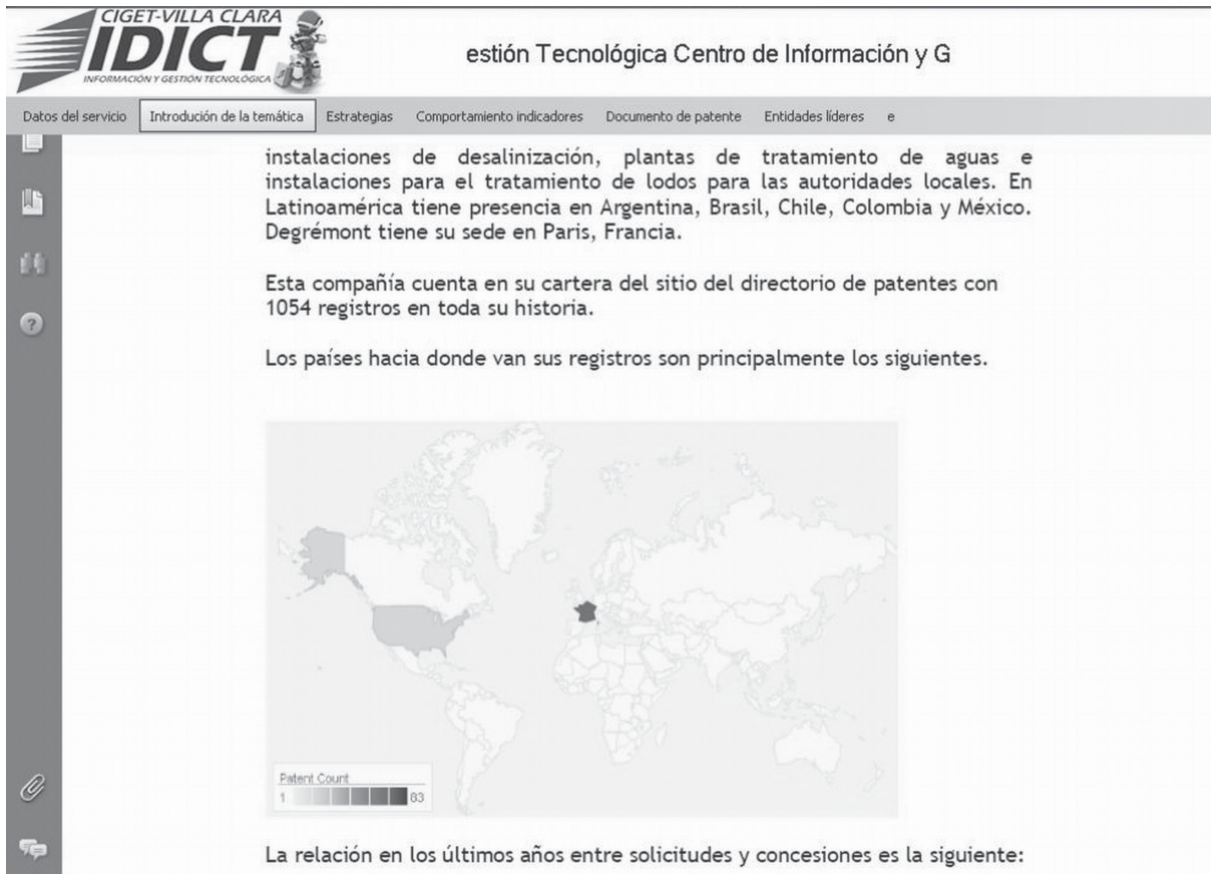 CIGET-VILLA CLARA
IDICT
INFORMACIÓN Y GESTIÓN TECNOLÓGICA
estión Tecnológica Centro de Información y G
Datos del servicio Introdución de la temática Estrategias Comportamiento indicadores Documento de patente Entidades líderes e
instalaciones de desalinización, plantas de tratamiento de aguas e
instalaciones para el tratamiento de lodos para las autoridades locales. En
Latinoamérica tiene presencia en Argentina, Brasil, Chile, Colombia y México.
Degrémont tiene su sede en Paris, Francia.
Esta compañía cuenta en su cartera del sitio del directorio de patentes con
1054 registros en toda su historia.
Los países hacia donde van sus registros son principalmente los siguientes.
Patent Count
1 83
La relación en los últimos años entre solicitudes y concesiones es la siguiente: